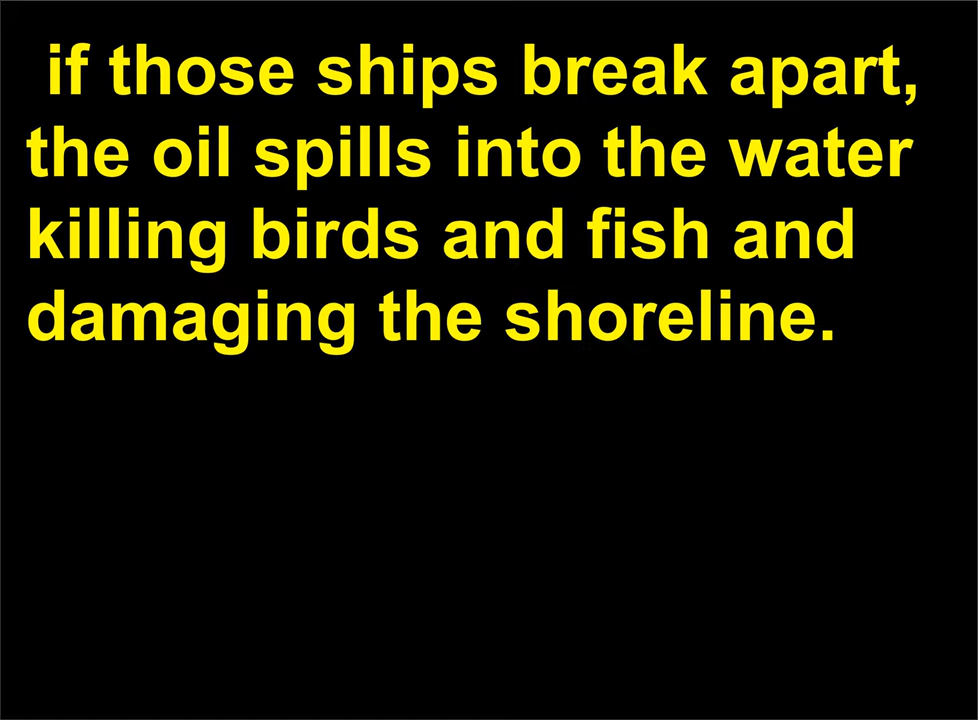 if those ships break apart,
the oil spills into the water
killing birds and fish and
damaging the shoreline.